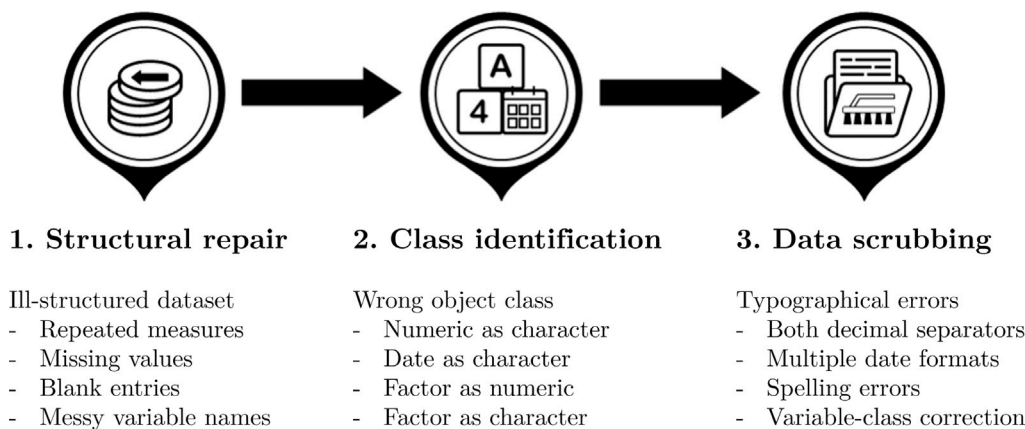 A
4
1. Structural repair
Ill-structured dataset
- Repeated measures
- Missing values
- Blank entries
- Messy variable names
2. Class identification
Wrong object class
- Numeric as character
- Date as character
- Factor as numeric
- Factor as character
3. Data scrubbing
Typographical errors
- Both decimal separators
- Multiple date formats
- Spelling errors
- Variable-class correction